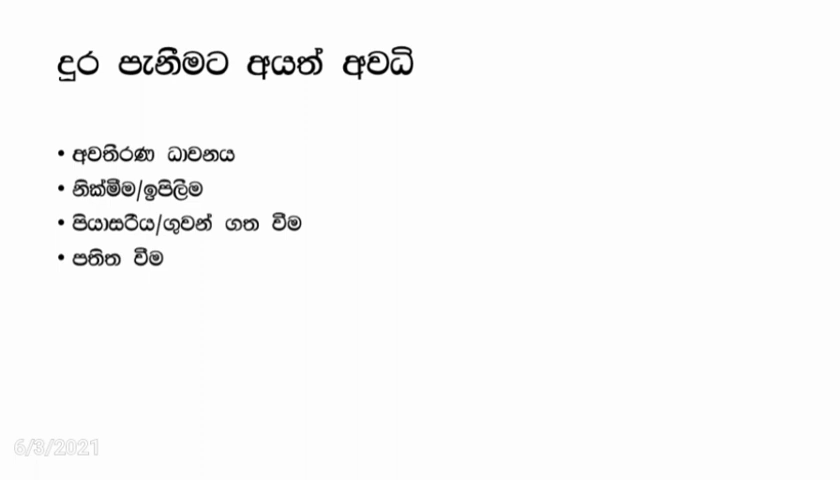 දුර පැනීමට අයත් අවධි
• අවතීරණ ධාවනය
• නික්මීම/ඉපිලීම
• පියාසරීය/ගුවන් ගත වීම
• පතිත වීම
6/3/2021